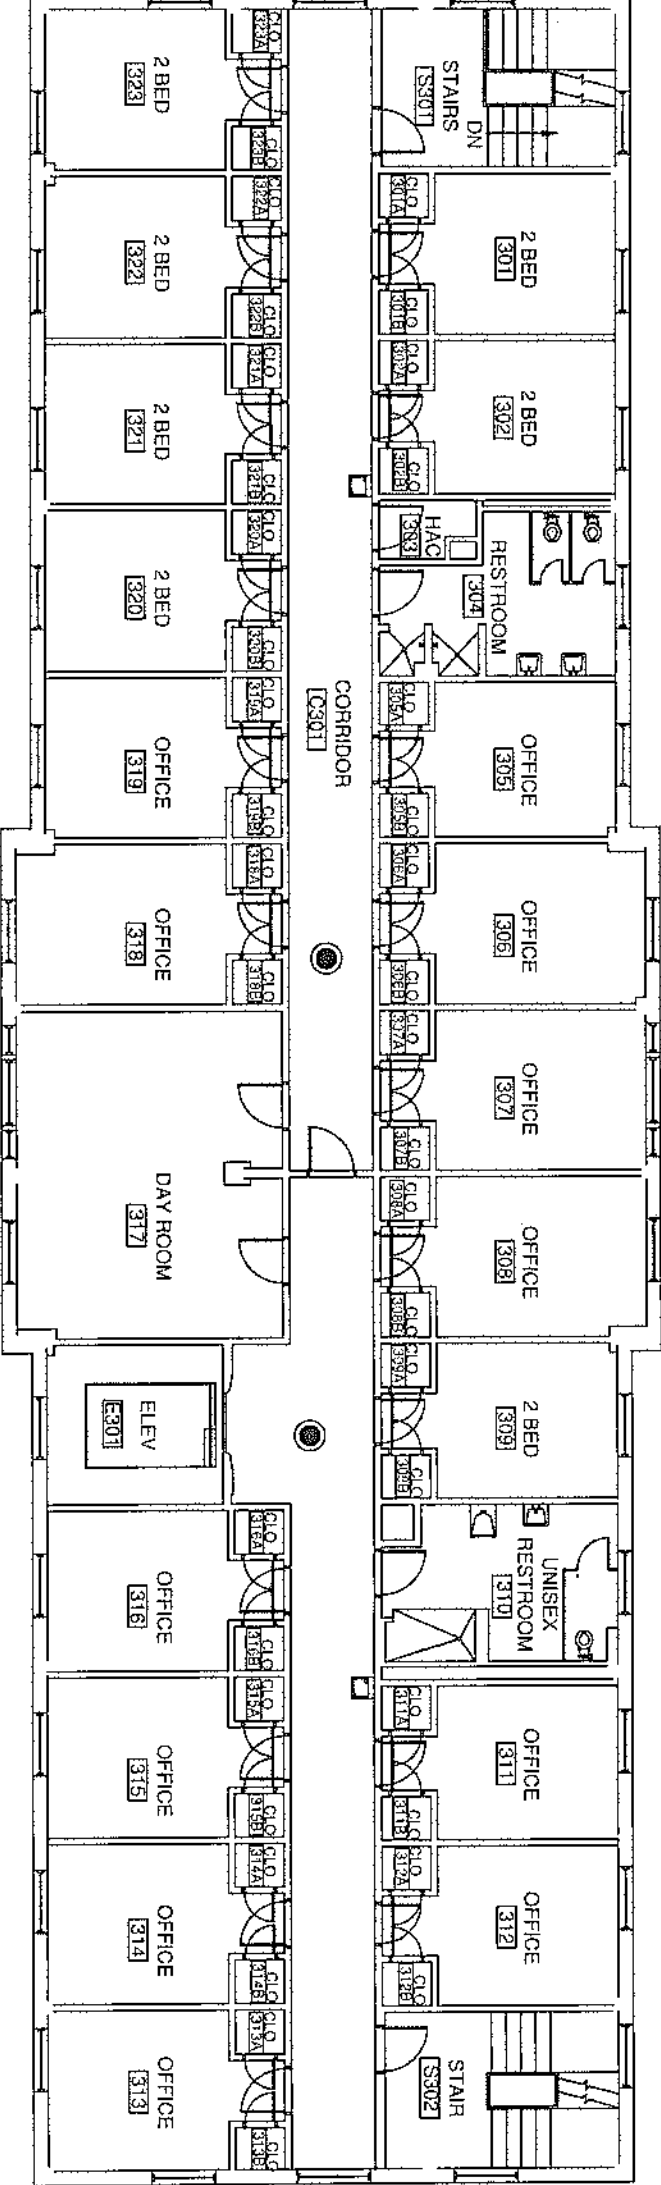 CLO
323A
2 BED
323
CLO
323B
STAIRS
S301
DN
CLO
322A
2 BED
322
CLO
322B
CLO
301A
2 BED
301
CLO
301B
CLO
321A
2 BED
321
CLO
321B
CLO
302A
2 BED
302
CLO
302B
CLO
320A
2 BED
320
CLO
320B
HAC
303
RESTROOM
304
CLO
319A
OFFICE
319
CLO
319B
CORRIDOR
C301
CLO
305A
OFFICE
305
CLO
305B
CLO
318A
OFFICE
318
CLO
318B
CLO
306A
OFFICE
306
CLO
306B
CLO
307A
OFFICE
307
CLO
307B
DAY ROOM
317
CLO
308A
OFFICE
308
CLO
308B
ELEV
E301
CLO
309A
2 BED
309
CLO
309B
CLO
316A
OFFICE
316
CLO
316B
UNISEX
RESTROOM
310
CLO
315A
OFFICE
315
CLO
315B
CLO
311A
OFFICE
311
CLO
311B
CLO
314A
OFFICE
314
CLO
314B
CLO
312A
OFFICE
312
CLO
312B
CLO
313A
OFFICE
313
CLO
313B
STAIR
S302